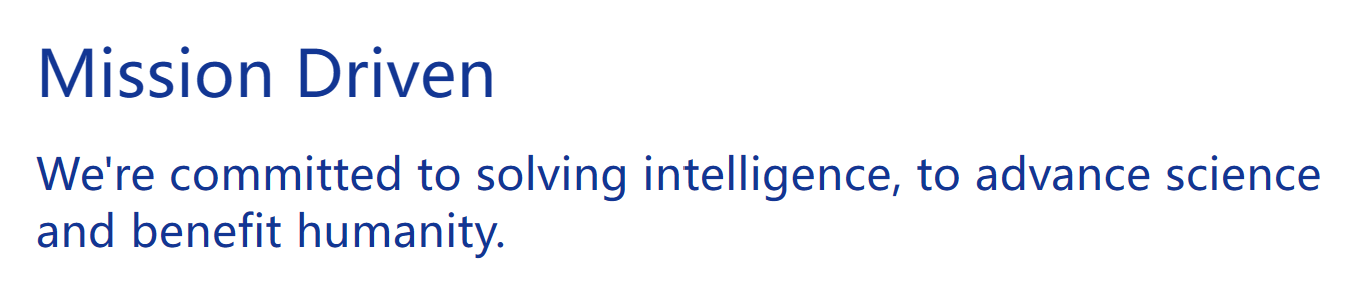 Mission Driven
We're committed to solving intelligence, to advance science
and benefit humanity.